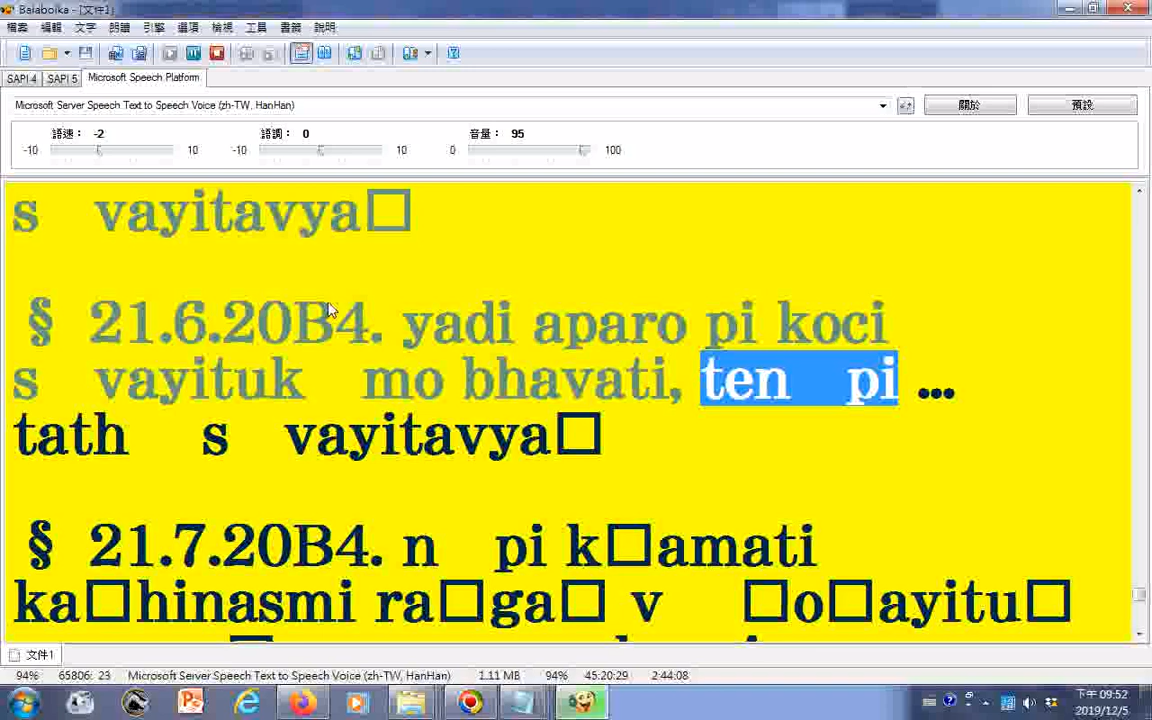 Balabolka - [文件1]
檔案 編輯 文字 朗讀 引擎 選項 檢視 工具 書籤 說明
SAPI 4 SAPI 5 Microsoft Speech Platform
Microsoft Server Speech Text to Speech Voice (zh-TW, HanHan) 關於 預設
語速： -2 語調： 0 音量： 95
-10 10 -10 10 0 100
s vayitavya□
§ 21.6.20B4. yadi aparo pi koci
s vayituk mo bhavati, ten pi ...
tath s vayitavya□
§ 21.7.20B4. n pi k□amati
ka□hinasmi ra□ga□ v □o□ayitu□
文件1
94% 65806: 23 Microsoft Server Speech Text to Speech Voice (zh-TW, HanHan) 1.11 MB 94% 45:20:29 2:44:08
下午 09:52
2019/12/5